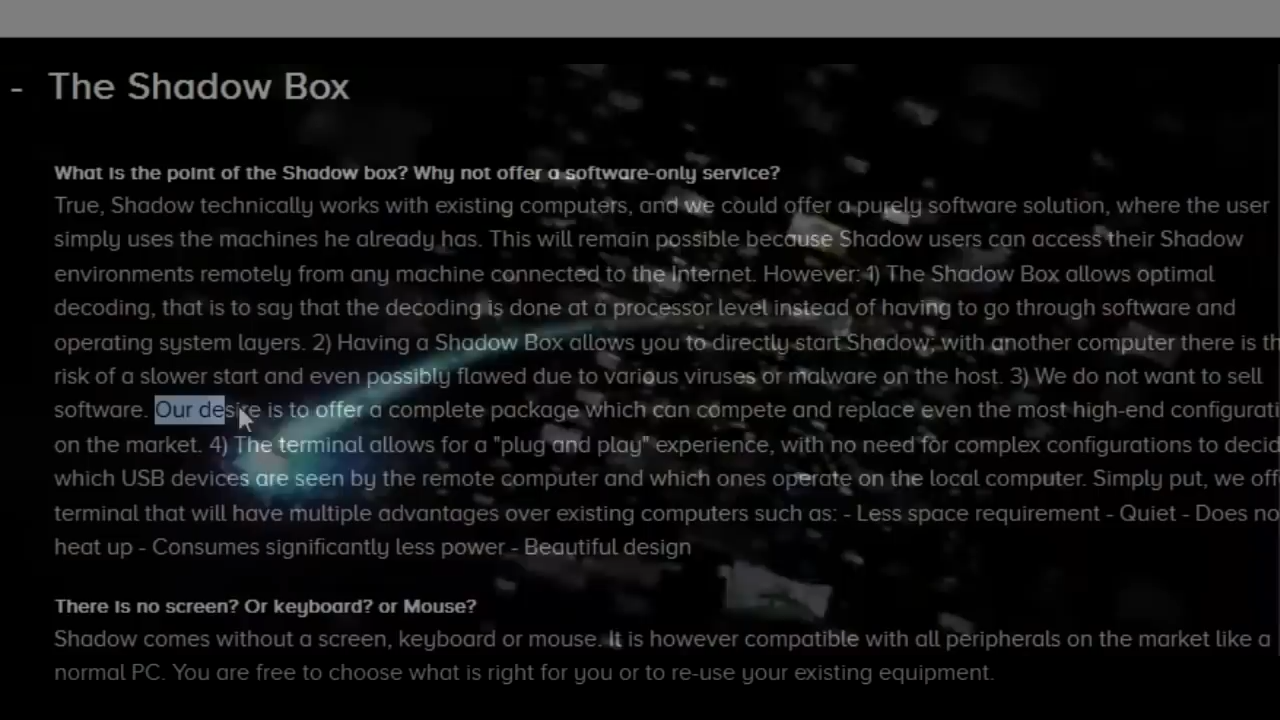 - The Shadow Box
What is the point of the Shadow box? Why not offer a software-only service?
True, Shadow technically works with existing computers, and we could offer a purely software solution, where the user
simply uses the machines he already has. This will remain possible because Shadow users can access their Shadow
environments remotely from any machine connected to the Internet. However: 1) The Shadow Box allows optimal
decoding, that is to say that the decoding is done at a processor level instead of having to go through software and
operating system layers. 2) Having a Shadow Box allows you to directly start Shadow; with another computer there is
risk of a slower start and even possibly flawed due to various viruses or malware on the host. 3) We do not want to sell
software. Our desire is to offer a complete package which can compete and replace even the most high-end
on the market. 4) The terminal allows for a "plug and play" experience, with no need for complex configurations to
which USB devices are seen by the remote computer and which ones operate on the local computer. Simply put, we
terminal that will have multiple advantages over existing computers such as: - Less space requirement - Quiet - Does
heat up - Consumes significantly less power - Beautiful design
There is no screen? Or keyboard? or Mouse?
Shadow comes without a screen, keyboard or mouse. It is however compatible with all peripherals on the market like a
normal PC. You are free to choose what is right for you or to re-use your existing equipment.